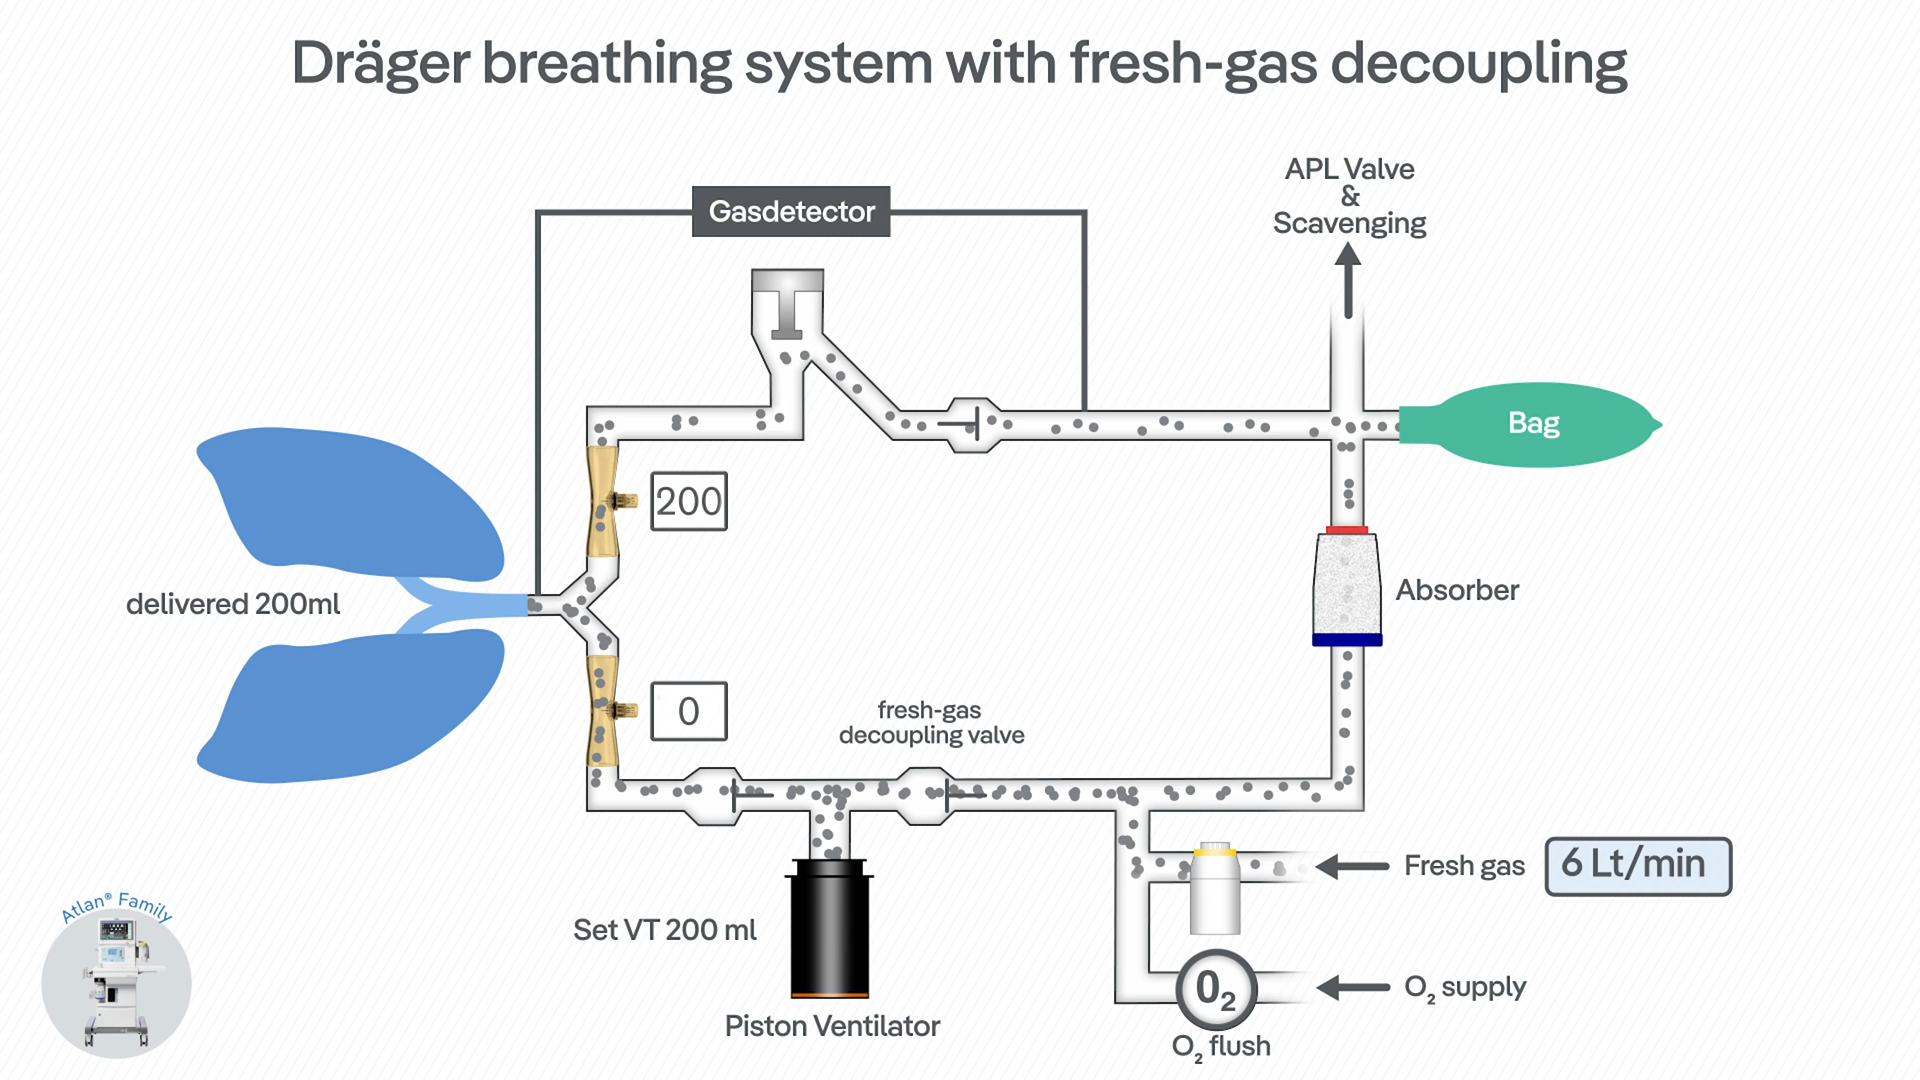 Dräger breathing system with fresh-gas decoupling
APL Valve
&
Scavenging
Gasdetector
Bag
200
delivered 200ml
Absorber
0
fresh-gas
decoupling valve
Fresh gas
6 Lt/min
Set VT 200 ml
Atlan® Family
O₂
O₂ supply
Piston Ventilator
O₂ flush